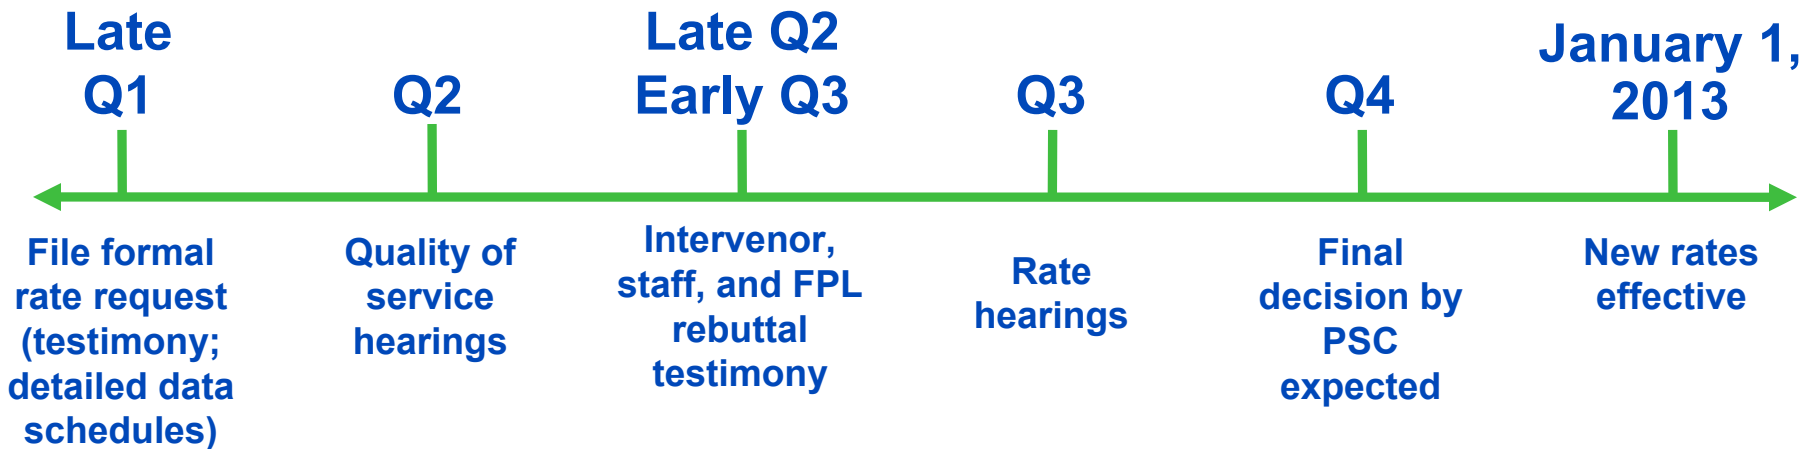 Late
Q1
Q2
Late Q2
Early Q3
Q3
Q4
January 1,
2013
File formal
rate request
(testimony;
detailed data
schedules)
Quality of
service
hearings
Intervenor,
staff, and FPL
rebuttal
testimony
Rate
hearings
Final
decision by
PSC
expected
New rates
effective